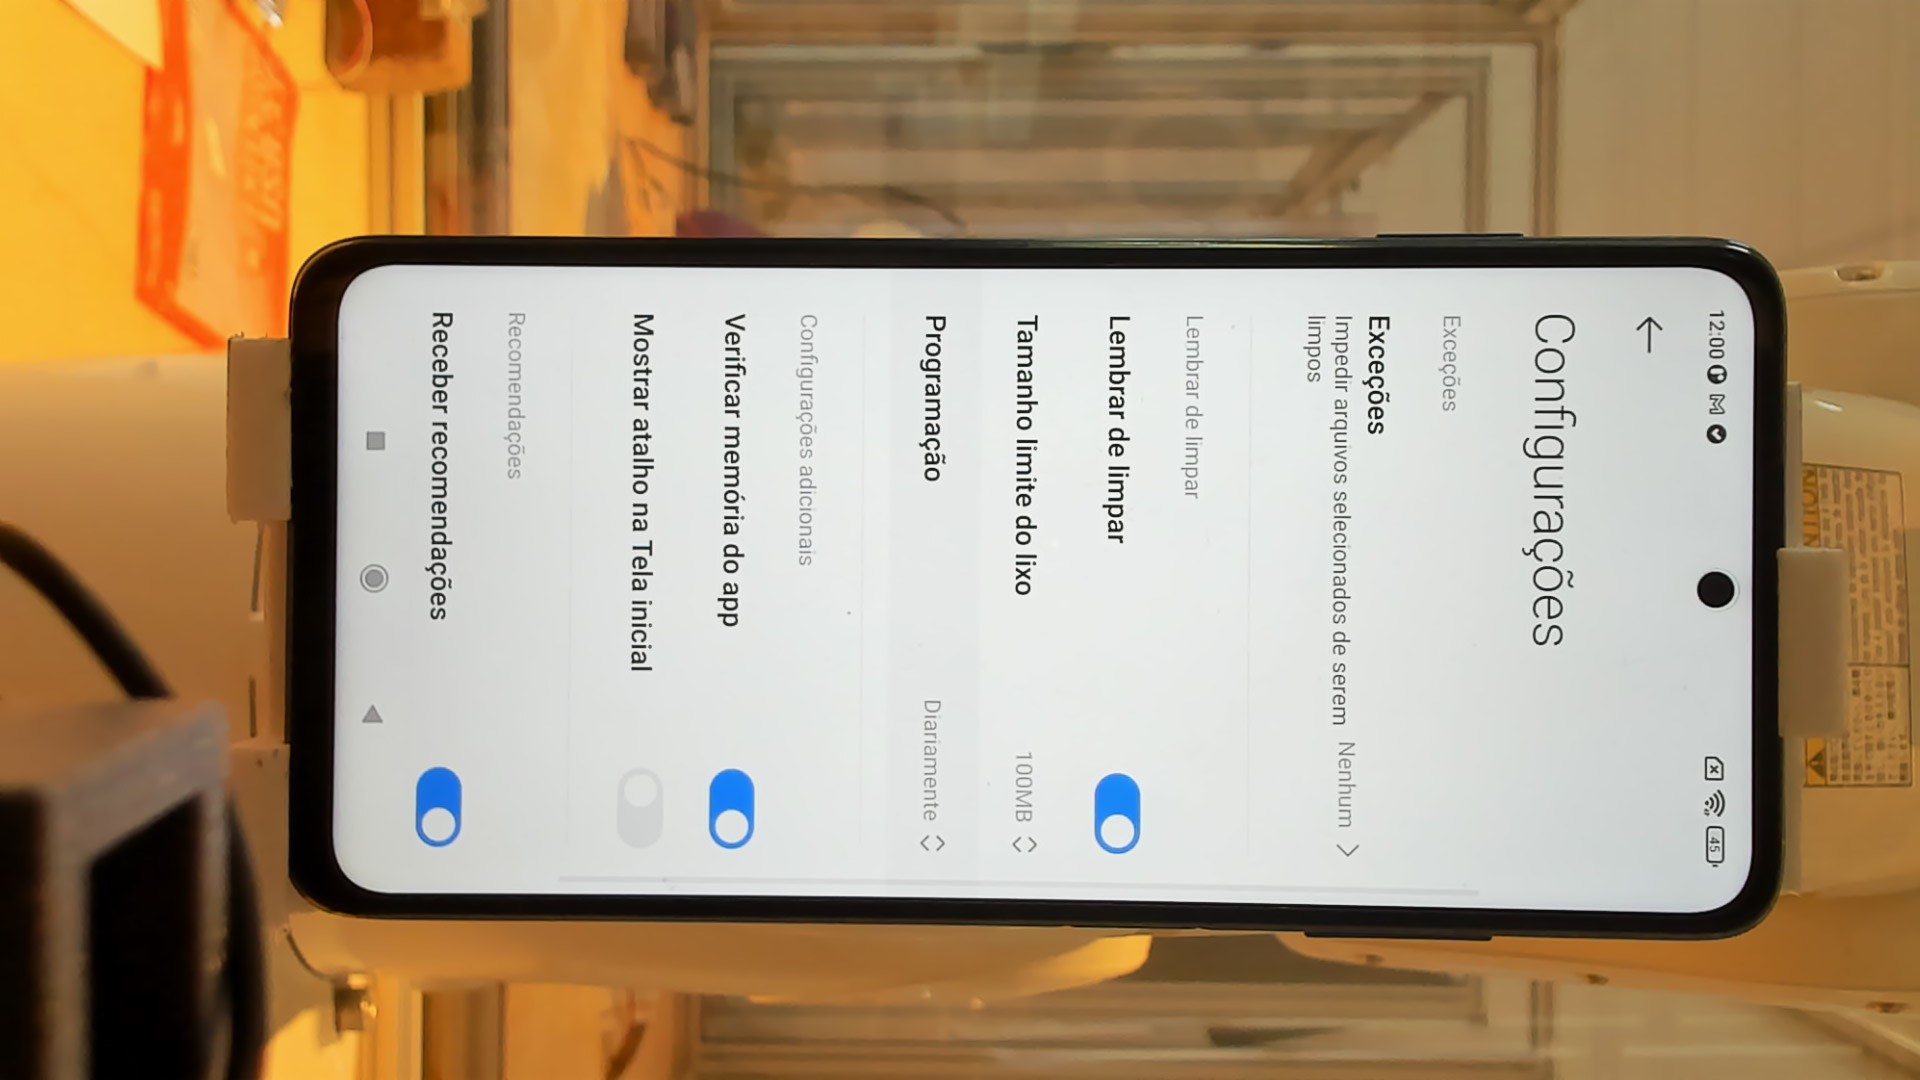 12:00
45
Configurações
Exceções
Exceções
Impedir arquivos selecionados de serem
limpos
Nenhum
Lembrar de limpar
Lembrar de limpar
Tamanho limite do lixo
100MB
Programação
Diariamente
Configurações adicionais
Verificar memória do app
Mostrar atalho na Tela inicial
Recomendações
Receber recomendações